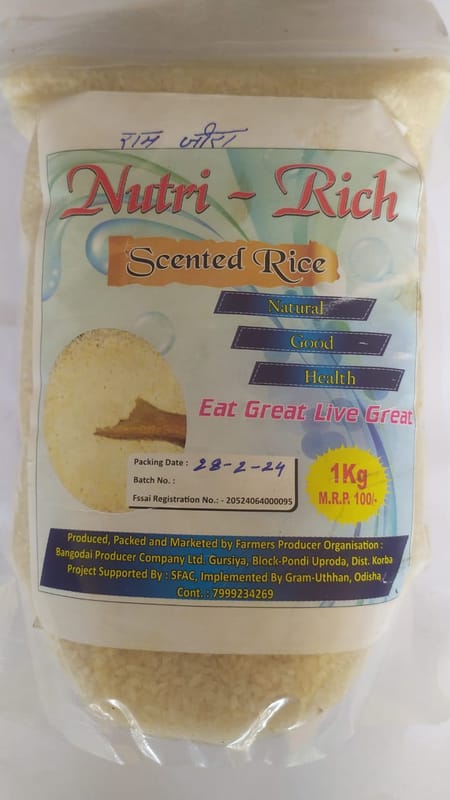 राम जीरा
Nutri - Rich
Scented Rice
Natural
Good
Health
Eat Great Live Great
Packing Date : 28-2-24
Batch No. :
Fssai Registration No.: - 20524064000095
1Kg
M.R.P. 100/-
Produced, Packed and Marketed by Farmers Producer Organisation :
Bangodai Producer Company Ltd. Gursiya, Block-Pondi Uproda, Dist. Korba
Project Supported By : SFAC, Implemented By Gram-Uthhan, Odisha
Cont. : 7999234269